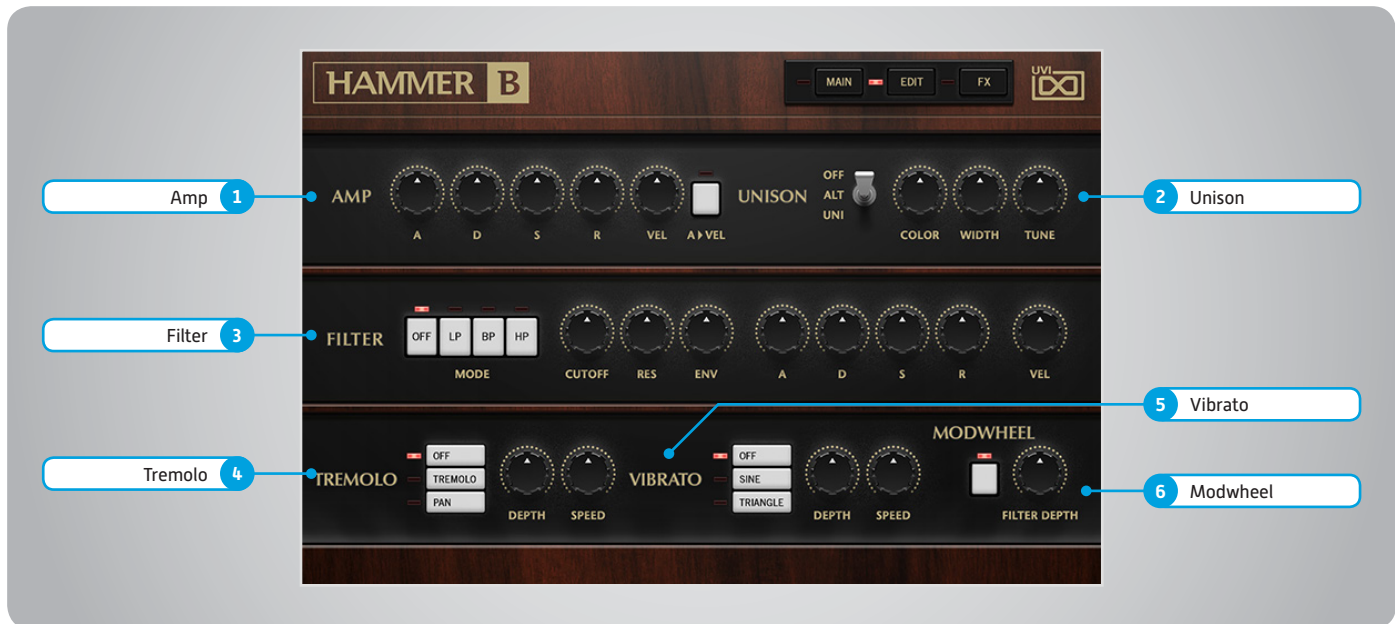 HAMMER B
MAIN EDIT FX
UVI
Amp 1
AMP
A D S R VEL A▶VEL
UNISON
OFF
ALT
UNI
COLOR WIDTH TUNE
2 Unison
Filter 3
FILTER
OFF LP BP HP
MODE
CUTOFF RES ENV A D S R VEL
5 Vibrato
Tremolo 4
TREMOLO
OFF
TREMOLO
PAN
DEPTH SPEED
VIBRATO
OFF
SINE
TRIANGLE
DEPTH SPEED
MODWHEEL
FILTER DEPTH
6 Modwheel